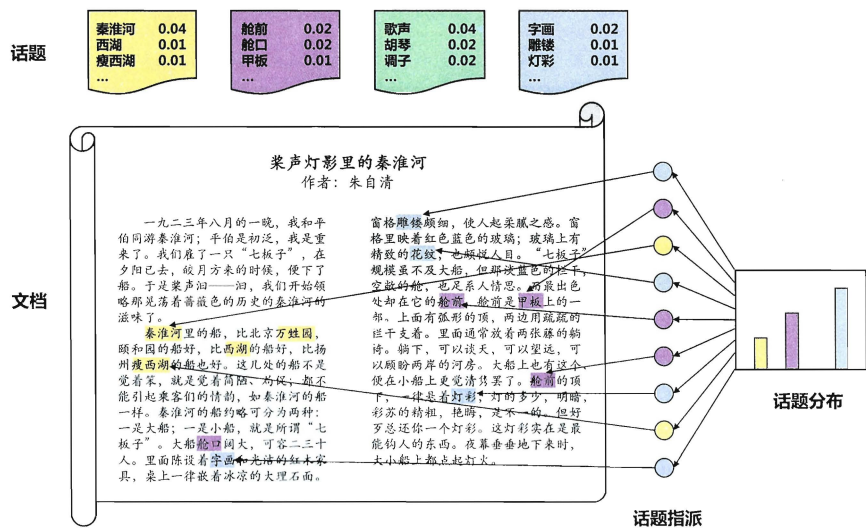 话题
秦淮河 0.04
西湖 0.01
瘦西湖 0.01
...
舱前 0.02
舱口 0.02
甲板 0.01
...
歌声 0.04
胡琴 0.02
调子 0.02
...
字画 0.02
雕镂 0.01
灯彩 0.01
...
文档
桨声灯影里的秦淮河
作者：朱自清
一九二三年八月的一晚，我和平
伯同游秦淮河；平伯是初泛，我是重
来了。我们雇了一只“七板子”，在
夕阳已去，皎月方来的时候，便下了
船。于是桨声汩——汩，我们开始领
略那晃荡着蔷薇色的历史的秦淮河的
滋味了。
秦淮河里的船，比北京万甡园，
颐和园的船好，比西湖的船好，比扬
州瘦西湖的船也好。这几处的船不是
觉着笨，就是觉着简陋、局促；都不
能引起乘客们的情韵，如秦淮河的船
一样。秦淮河的船约略可分为两种：
一是大船；一是小船，就是所谓“七
板子”。大船舱口阔大，可容二三十
人。里面陈设着字画和光洁的红木家
具，桌上一律嵌着冰凉的大理石面。
窗格雕镂颇细，使人起柔腻之感。窗
格里映着红色蓝色的玻璃；玻璃上有
精致的花纹，也颇悦人目。“七板子”
规模虽不及大船，但那淡蓝色的栏干，
空敞的舱，也足系人情思。而最出色
处却在它的舱前。舱前是甲板上的一
部。上面有弧形的顶，两边用疏疏的
栏干支着。里面通常放着两张藤的躺
椅。躺下，可以谈天，可以望远，可
以顾盼两岸的河房。大船上也有这个，
便在小船上更觉清隽罢了。舱前的顶
下，一律悬着灯彩；灯的多少，明暗，
彩苏的精粗，艳晦，是不一的。但好
歹总还你一个灯彩。这灯彩实在是最
能钩人的东西。夜幕垂垂地下来时，
大小船上都点起灯火。
话题分布
话题指派